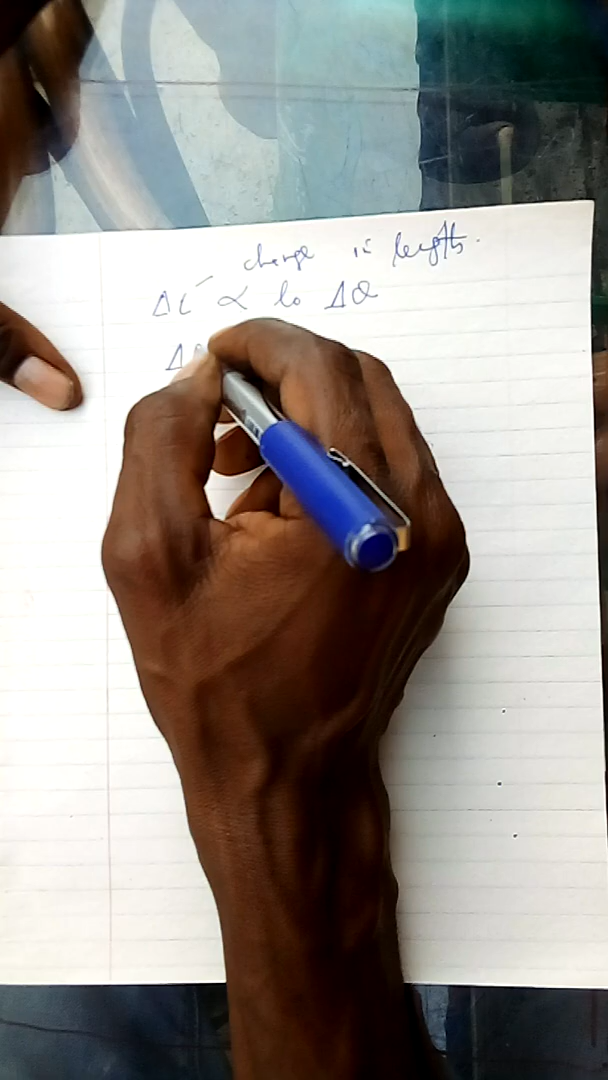 change in length.
Δl ∝ lo Δθ
Δ